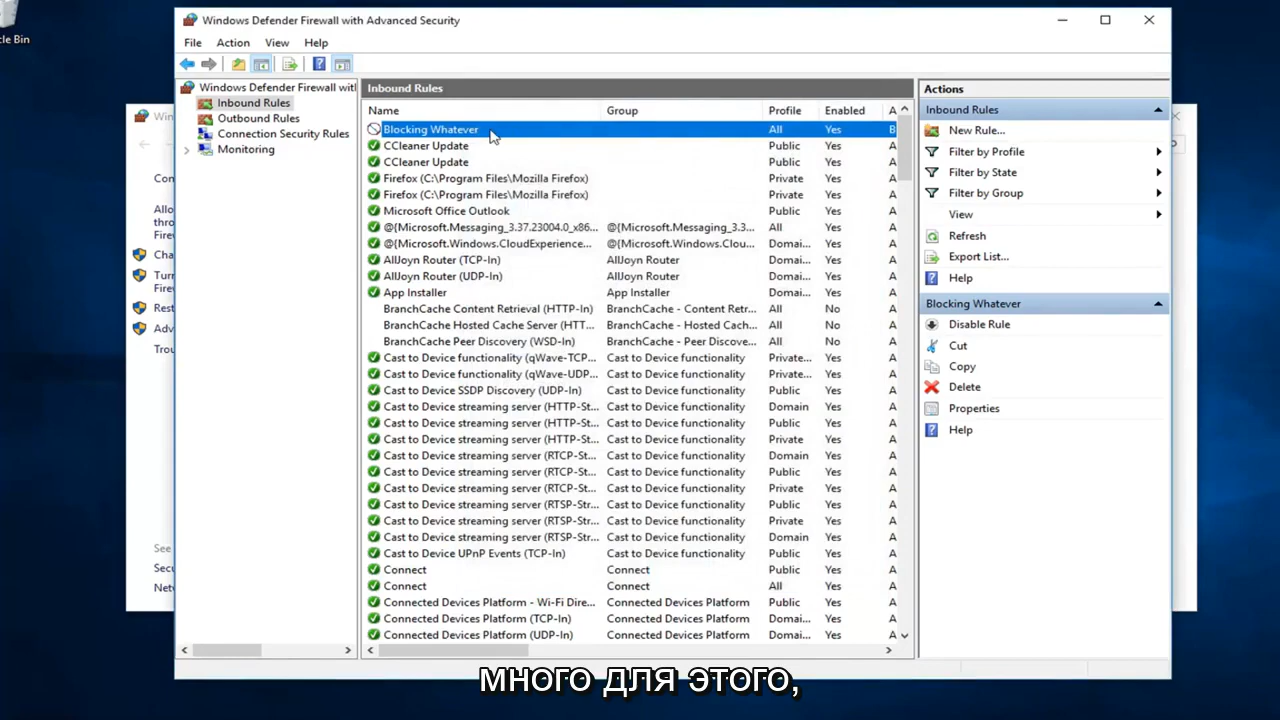 cle Bin
Windows Defender Firewall with Advanced Security
File Action View Help
Win
Con
Allo
throu
Firew
Cha
Turn
Firew
Rest
Adv
Trou
See
Secu
Netw
Windows Defender Firewall witl
Inbound Rules
Outbound Rules
Connection Security Rules
Monitoring
Inbound Rules
Name Group Profile Enabled A
Blocking Whatever All Yes B
CCleaner Update Public Yes A
CCleaner Update Public Yes A
Firefox (C:\Program Files\Mozilla Firefox) Private Yes A
Firefox (C:\Program Files\Mozilla Firefox) Private Yes A
Microsoft Office Outlook Public Yes A
@{Microsoft.Messaging_3.37.23004.0_x86... @{Microsoft.Messaging_3.3... All Yes A
@{Microsoft.Windows.CloudExperience... @{Microsoft.Windows.Clou... Domai... Yes A
AllJoyn Router (TCP-In) AllJoyn Router Domai... Yes A
AllJoyn Router (UDP-In) AllJoyn Router Domai... Yes A
App Installer App Installer Domai... Yes A
BranchCache Content Retrieval (HTTP-In) BranchCache - Content Retr... All No A
BranchCache Hosted Cache Server (HTT... BranchCache - Hosted Cach... All No A
BranchCache Peer Discovery (WSD-In) BranchCache - Peer Discove... All No A
Cast to Device functionality (qWave-TCP... Cast to Device functionality Private... Yes A
Cast to Device functionality (qWave-UDP... Cast to Device functionality Private... Yes A
Cast to Device SSDP Discovery (UDP-In) Cast to Device functionality Public Yes A
Cast to Device streaming server (HTTP-St... Cast to Device functionality Domain Yes A
Cast to Device streaming server (HTTP-St... Cast to Device functionality Public Yes A
Cast to Device streaming server (HTTP-St... Cast to Device functionality Private Yes A
Cast to Device streaming server (RTCP-St... Cast to Device functionality Domain Yes A
Cast to Device streaming server (RTCP-St... Cast to Device functionality Public Yes A
Cast to Device streaming server (RTCP-St... Cast to Device functionality Private Yes A
Cast to Device streaming server (RTSP-Str... Cast to Device functionality Public Yes A
Cast to Device streaming server (RTSP-Str... Cast to Device functionality Private Yes A
Cast to Device streaming server (RTSP-Str... Cast to Device functionality Domain Yes A
Cast to Device UPnP Events (TCP-In) Cast to Device functionality Public Yes A
Connect Connect Public Yes A
Connect Connect All Yes A
Connected Devices Platform - Wi-Fi Dire... Connected Devices Platform Public Yes A
Connected Devices Platform (TCP-In) Connected Devices Platform Domai... Yes A
Connected Devices Platform (UDP-In) Connected Devices Platform Domai... Yes A
Actions
Inbound Rules
New Rule...
Filter by Profile
Filter by State
Filter by Group
View
Refresh
Export List...
Help
Blocking Whatever
Disable Rule
Cut
Copy
Delete
Properties
Help
много для этого,